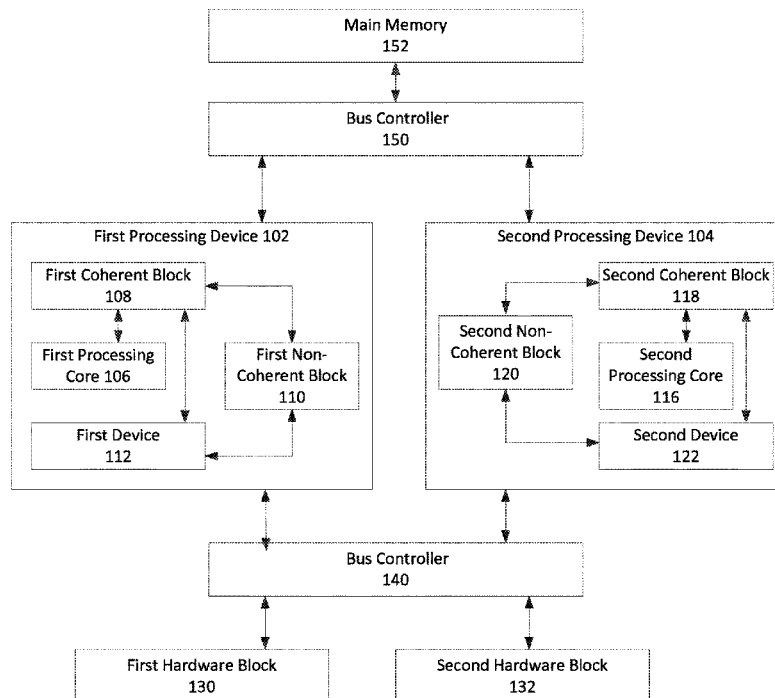 Main Memory
152
Bus Controller
150
First Processing Device 102
First Coherent Block
108
First Processing
Core 106
First Non-
Coherent Block
110
First Device
112
Second Processing Device 104
Second Coherent Block
118
Second Non-
Coherent Block
120
Second
Processing Core
116
Second Device
122
Bus Controller
140
First Hardware Block
130
Second Hardware Block
132